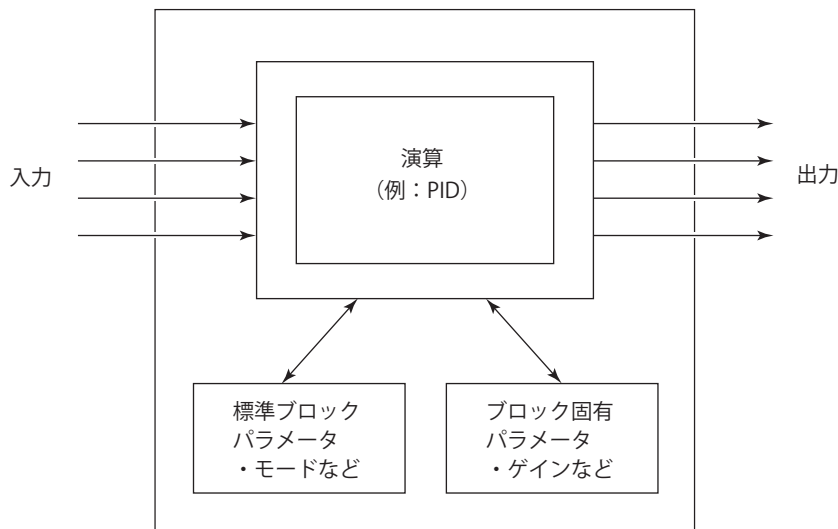 演算
（例：PID）
入力
出力
標準ブロック
パラメータ
・モードなど
ブロック固有
パラメータ
・ゲインなど